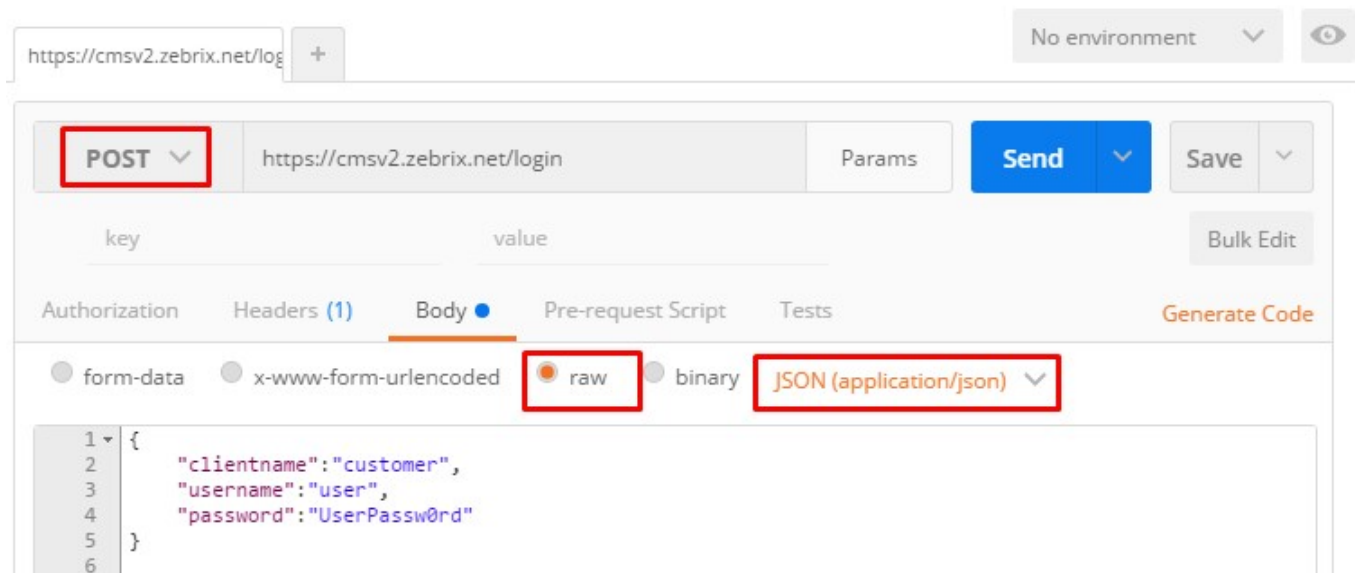 No environment
https://cmsv2.zebrix.net/log +
POST https://cmsv2.zebrix.net/login Params Send Save
key value Bulk Edit
Authorization Headers (1) Body Pre-request Script Tests Generate Code
form-data x-www-form-urlencoded raw binary JSON (application/json)
1 {
2 "clientname":"customer",
3 "username":"user",
4 "password":"UserPassw0rd"
5 }
6